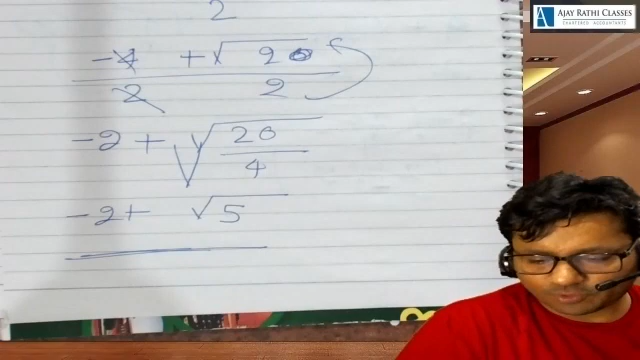 AJAY RATHI CLASSES
CHARTERED ACCOUNTANTS
2
-4 + √20
2 2
-2 + √20
4
-2+ √5